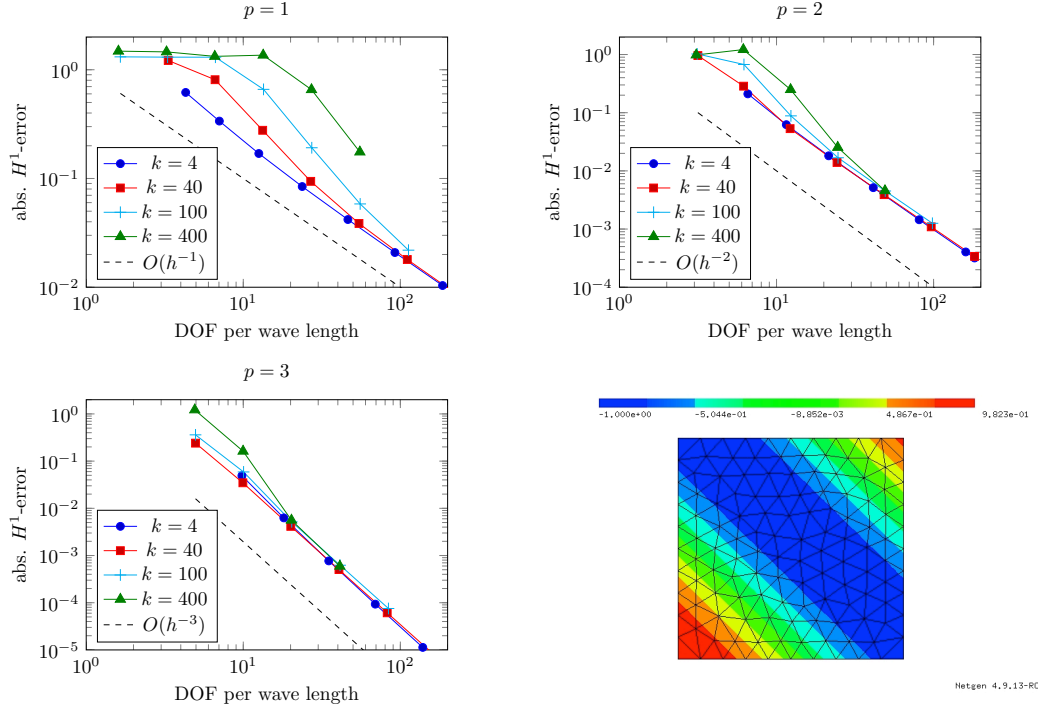 p = 1
10^0
10^{-1}
10^{-2}
10^0
10^1
10^2
abs. H^1-error
DOF per wave length
k = 4
k = 40
k = 100
k = 400
O(h^{-1})
p = 2
10^0
10^{-1}
10^{-2}
10^{-3}
10^{-4}
10^0
10^1
10^2
abs. H^1-error
DOF per wave length
k = 4
k = 40
k = 100
k = 400
O(h^{-2})
p = 3
10^0
10^{-1}
10^{-2}
10^{-3}
10^{-4}
10^{-5}
10^0
10^1
10^2
abs. H^1-error
DOF per wave length
k = 4
k = 40
k = 100
k = 400
O(h^{-3})
-1.000e+00 -5.044e-01 -8.852e-03 4.867e-01 9.823e-01
Netgen 4.9.13-RC